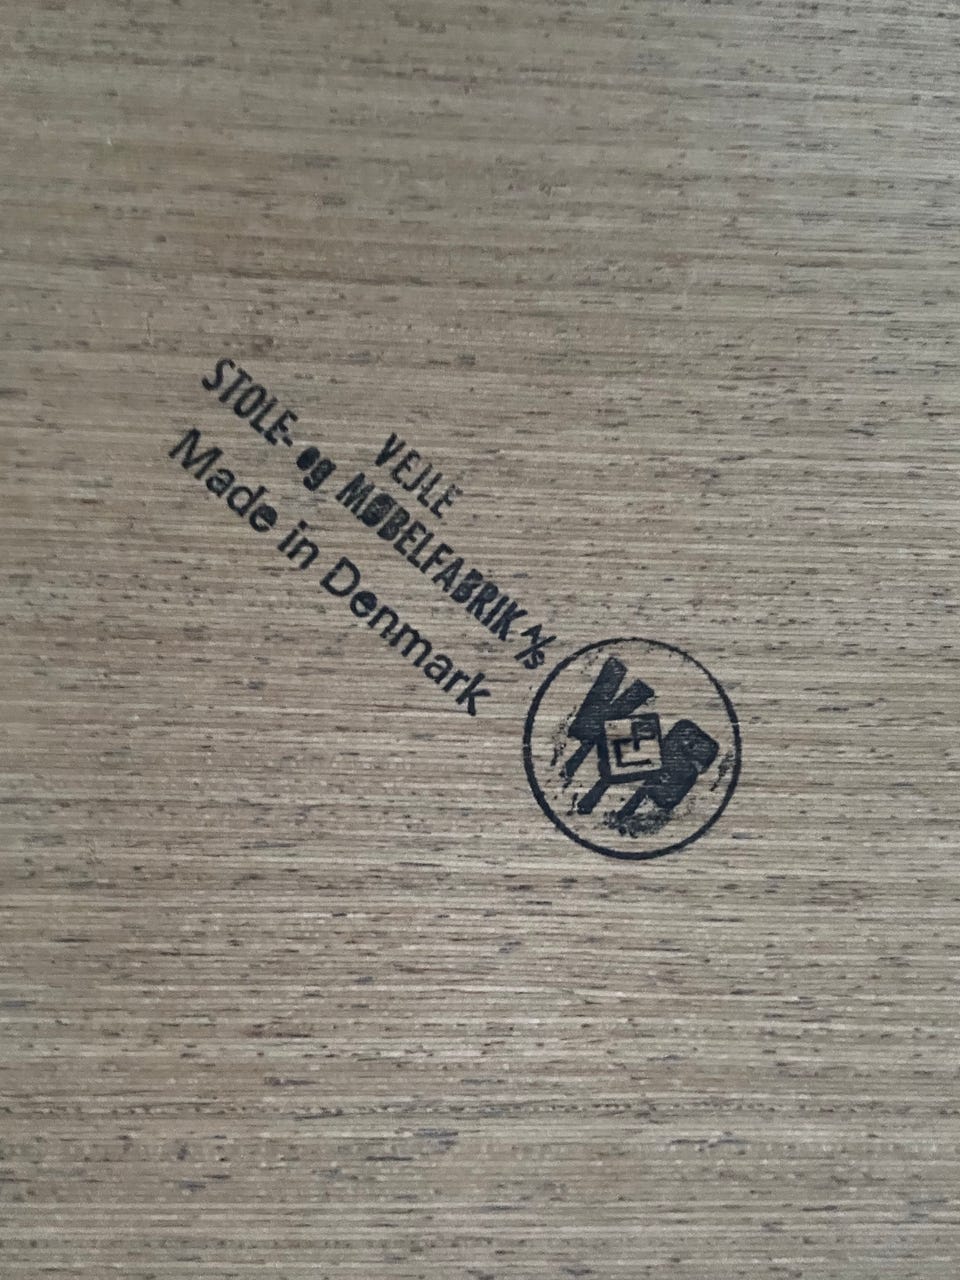 VEJLE
STOLE- og MØBELFABRIK A/S
Made in Denmark